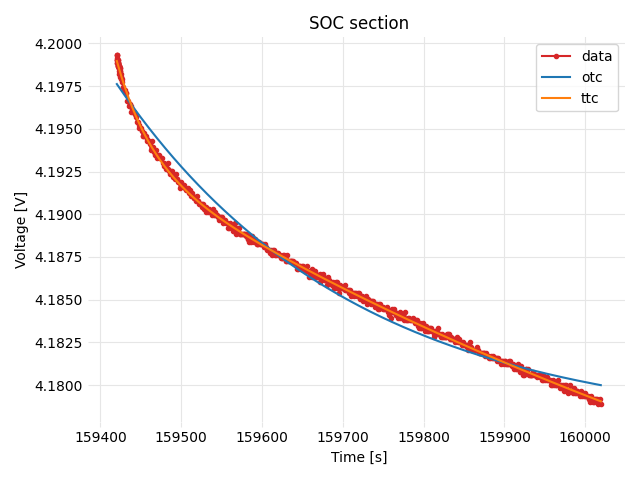 SOC section
4.2000
4.1975
4.1950
4.1925
4.1900
4.1875
4.1850
4.1825
4.1800
Voltage [V]
data
otc
ttc
159400 159500 159600 159700 159800 159900 160000
Time [s]